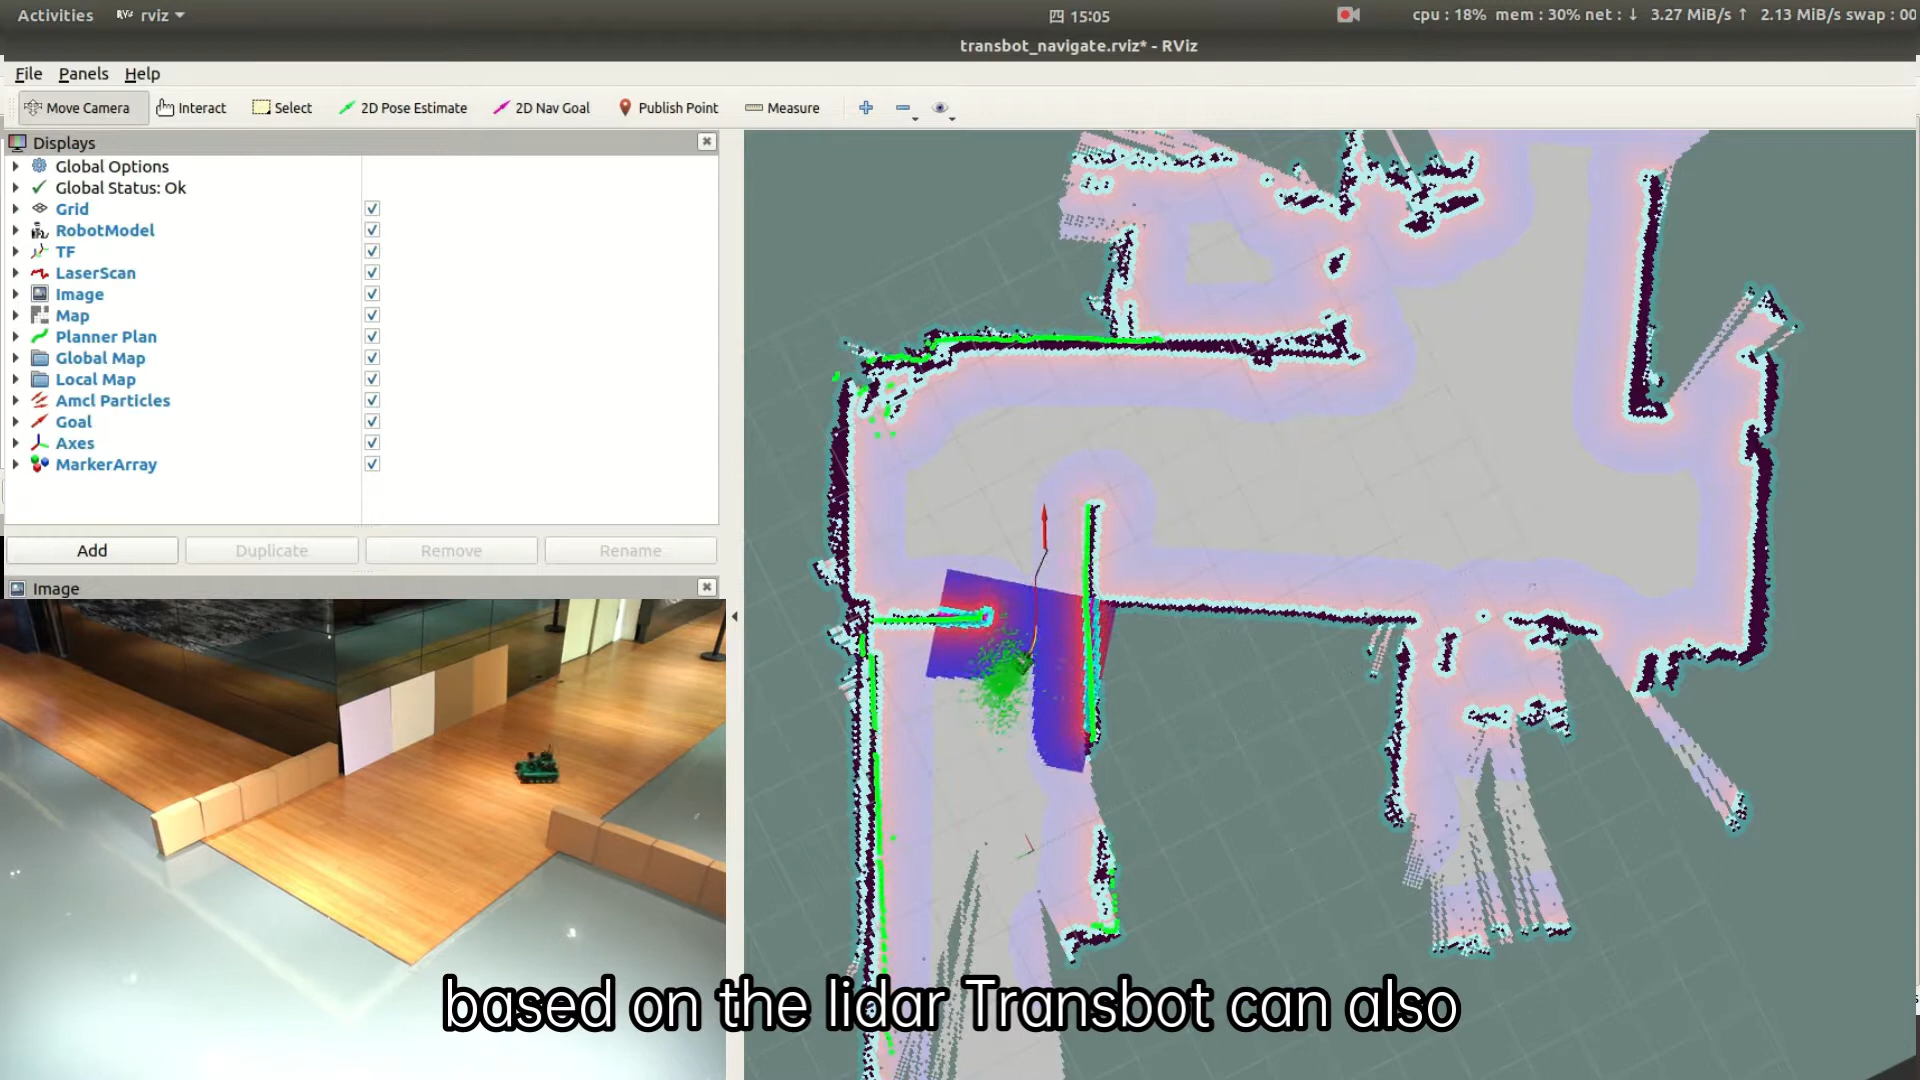 Activities rviz 四 15:05 cpu : 18% mem : 30% net : ↓ 3.27 MiB/s ↑ 2.13 MiB/s swap : 00
transbot_navigate.rviz* - RViz
File Panels Help
Move Camera Interact Select 2D Pose Estimate 2D Nav Goal Publish Point Measure
Displays
Global Options
Global Status: Ok
Grid
RobotModel
TF
LaserScan
Image
Map
Planner Plan
Global Map
Local Map
Amcl Particles
Goal
Axes
MarkerArray
Add Duplicate Remove Rename
Image
based on the lidar Transbot can also